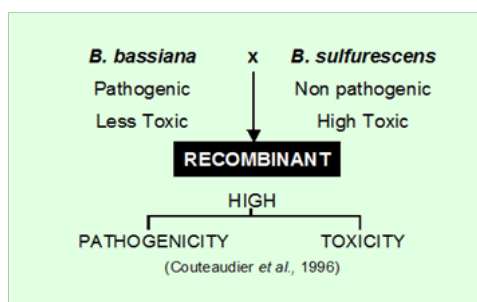 B. bassiana x B. sulfurescens
Pathogenic Non pathogenic
Less Toxic High Toxic
RECOMBINANT
HIGH
PATHOGENICITY TOXICITY
(Couteaudier et al., 1996)